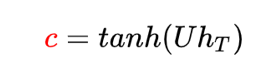 c = tanh(Uh_T)